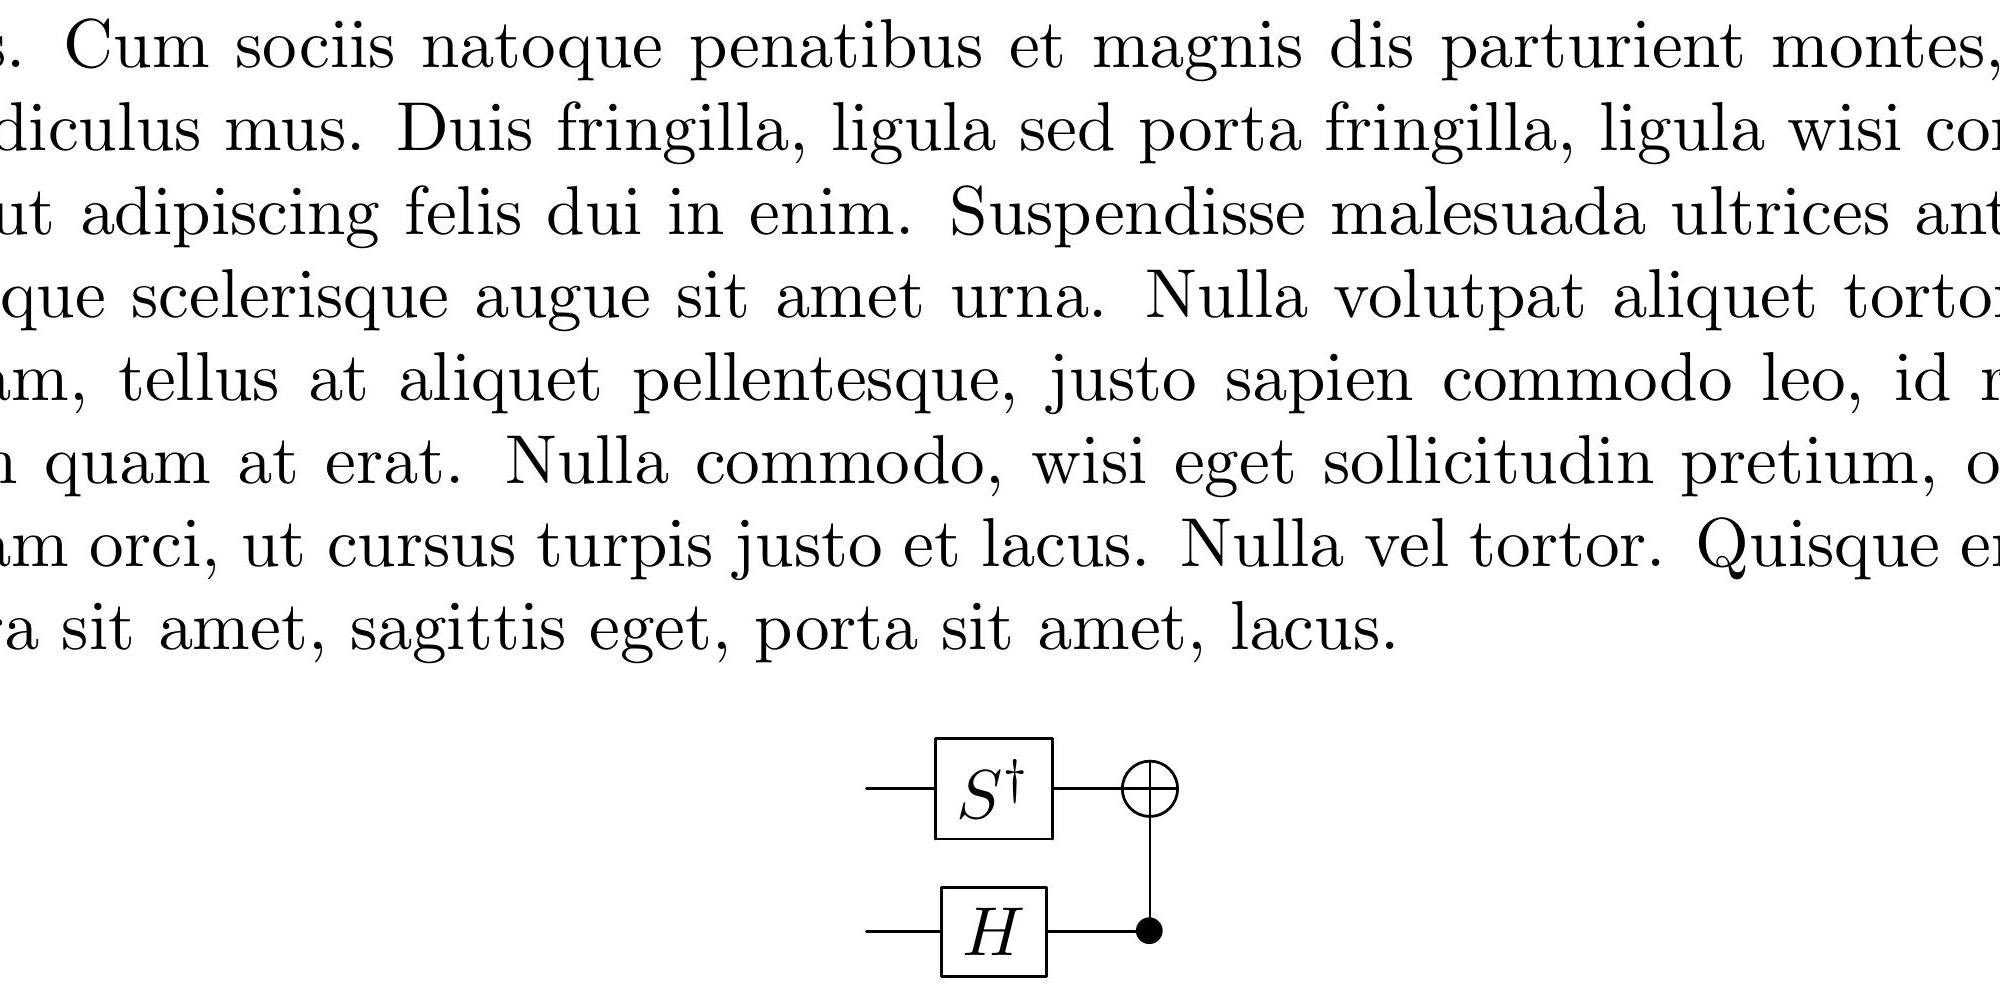 s. Cum sociis natoque penatibus et magnis dis parturient montes,
diculus mus. Duis fringilla, ligula sed porta fringilla, ligula wisi
ut adipiscing felis dui in enim. Suspendisse malesuada ultrices ant
que scelerisque augue sit amet urna. Nulla volutpat aliquet tortor
am, tellus at aliquet pellentesque, justo sapien commodo leo, id
quam at erat. Nulla commodo, wisi eget sollicitudin pretium, o
am orci, ut cursus turpis justo et lacus. Nulla vel tortor. Quisque
a sit amet, sagittis eget, porta sit amet, lacus.
S†
H